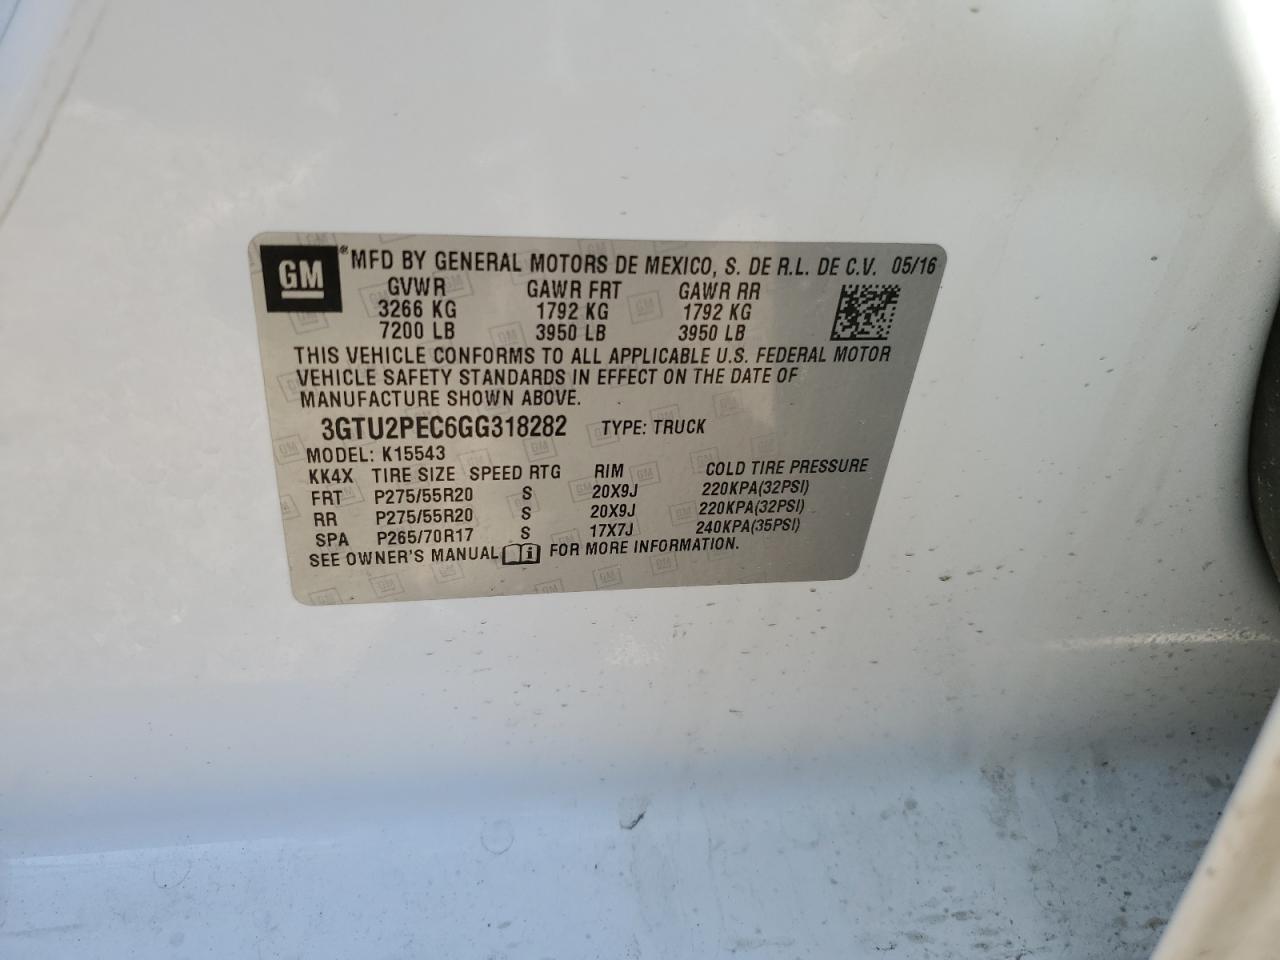 GM
MFD BY GENERAL MOTORS DE MEXICO, S. DE R.L. DE C.V. 05/16
GVWR GAWR FRT GAWR RR
3266 KG 1792 KG 1792 KG
7200 LB 3950 LB 3950 LB
THIS VEHICLE CONFORMS TO ALL APPLICABLE U.S. FEDERAL MOTOR
VEHICLE SAFETY STANDARDS IN EFFECT ON THE DATE OF
MANUFACTURE SHOWN ABOVE.
3GTU2PEC6GG318282 TYPE: TRUCK
MODEL: K15543
KK4X TIRE SIZE SPEED RTG RIM COLD TIRE PRESSURE
FRT P275/55R20 S 20X9J 220KPA(32PSI)
RR P275/55R20 S 20X9J 220KPA(32PSI)
SPA P265/70R17 S 17X7J 240KPA(35PSI)
SEE OWNER'S MANUAL i FOR MORE INFORMATION.